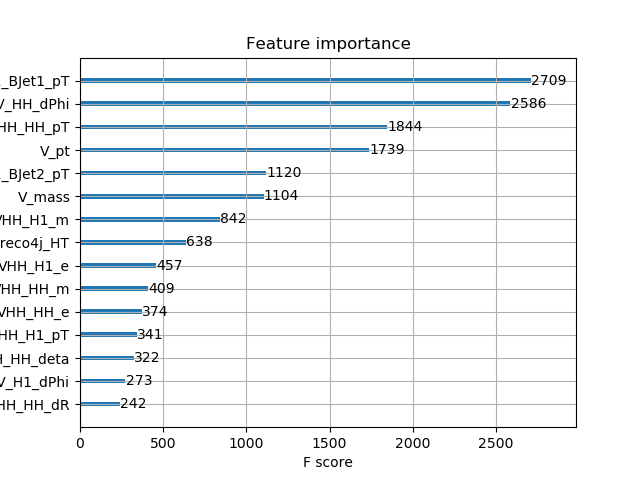 Feature importance
_BJet1_pT 2709
V_HH_dPhi 2586
HH_HH_pT 1844
V_pt 1739
_BJet2_pT 1120
V_mass 1104
VHH_H1_m 842
reco4j_HT 638
VHH_H1_e 457
VHH_HH_m 409
VHH_HH_e 374
HH_H1_pT 341
H_HH_deta 322
V_H1_dPhi 273
HH_HH_dR 242
0 500 1000 1500 2000 2500
F score